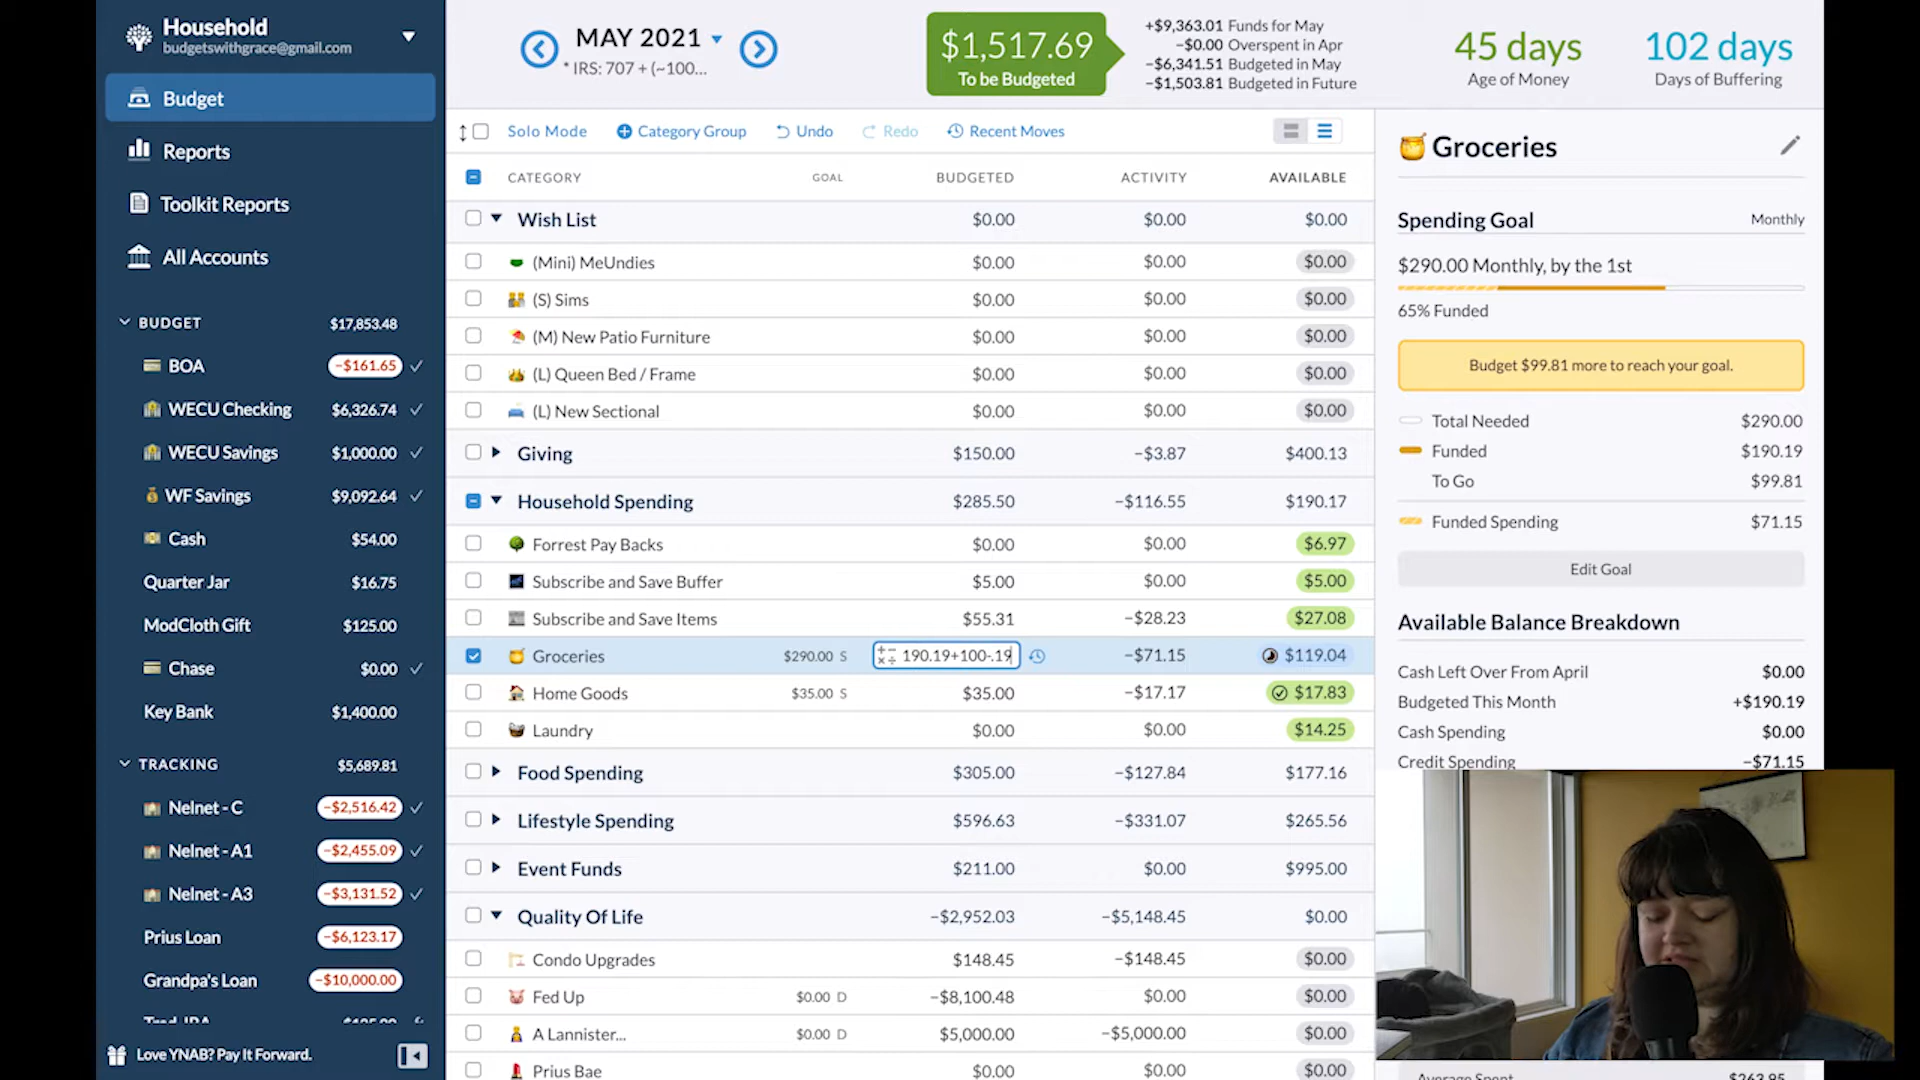 Household
budgetswithgrace@gmail.com
Budget
Reports
Toolkit Reports
All Accounts
BUDGET $17,853.48
BOA −$161.65
WECU Checking $6,326.74
WECU Savings $1,000.00
WF Savings $9,092.64
Cash $54.00
Quarter Jar $16.75
ModCloth Gift $125.00
Chase $0.00
Key Bank $1,400.00
TRACKING $5,689.81
Nelnet - C −$2,516.42
Nelnet - A1 −$2,455.09
Nelnet - A3 −$3,131.52
Prius Loan −$6,123.17
Grandpa's Loan −$10,000.00
Love YNAB? Pay It Forward.
MAY 2021
* IRS: 707 + (~100...
$1,517.69
To be Budgeted
+$9,363.01 Funds for May
−$0.00 Overspent in Apr
−$6,341.51 Budgeted in May
−$1,503.81 Budgeted in Future
45 days
Age of Money
102 days
Days of Buffering
Solo Mode Category Group Undo Redo Recent Moves
CATEGORY GOAL BUDGETED ACTIVITY AVAILABLE
Wish List $0.00 $0.00 $0.00
(Mini) MeUndies $0.00 $0.00 $0.00
(S) Sims $0.00 $0.00 $0.00
(M) New Patio Furniture $0.00 $0.00 $0.00
(L) Queen Bed / Frame $0.00 $0.00 $0.00
(L) New Sectional $0.00 $0.00 $0.00
Giving $150.00 −$3.87 $400.13
Household Spending $285.50 −$116.55 $190.17
Forrest Pay Backs $0.00 $0.00 $6.97
Subscribe and Save Buffer $5.00 $0.00 $5.00
Subscribe and Save Items $55.31 −$28.23 $27.08
Groceries $290.00 S 190.19+100-.19 −$71.15 $119.04
Home Goods $35.00 S $35.00 −$17.17 $17.83
Laundry $0.00 $0.00 $14.25
Food Spending $305.00 −$127.84 $177.16
Lifestyle Spending $596.63 −$331.07 $265.56
Event Funds $211.00 $0.00 $995.00
Quality Of Life −$2,952.03 −$5,148.45 $0.00
Condo Upgrades $148.45 −$148.45 $0.00
Fed Up $0.00 D −$8,100.48 $0.00 $0.00
A Lannister... $0.00 D $5,000.00 −$5,000.00 $0.00
Prius Bae $0.00 $0.00 $0.00
Groceries
Spending Goal Monthly
$290.00 Monthly, by the 1st
65% Funded
Budget $99.81 more to reach your goal.
Total Needed $290.00
Funded $190.19
To Go $99.81
Funded Spending $71.15
Edit Goal
Available Balance Breakdown
Cash Left Over From April $0.00
Budgeted This Month +$190.19
Cash Spending $0.00
Credit Spending −$71.15